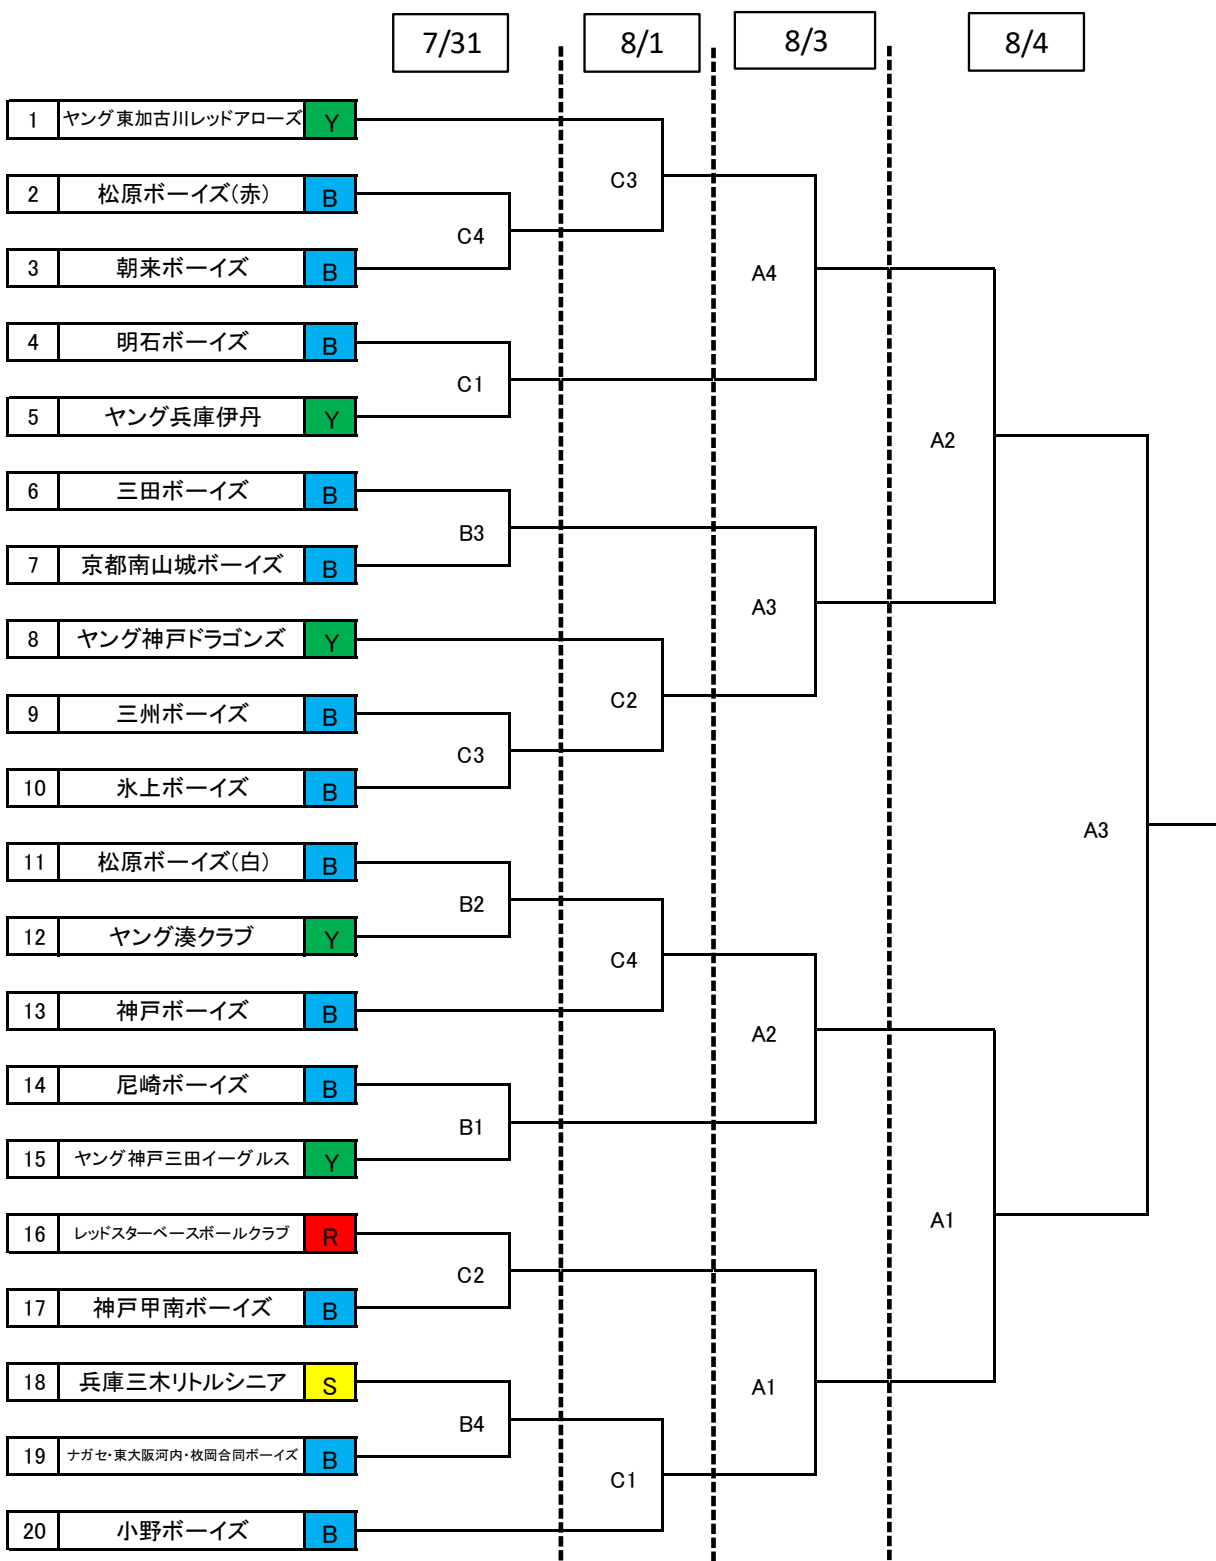 7/31 8/1 8/3 8/4
1 ヤング東加古川レッドアローズ Y
C3
2 松原ボーイズ(赤) B
C4
3 朝来ボーイズ B
A4
4 明石ボーイズ B
C1
5 ヤング兵庫伊丹 Y
A2
6 三田ボーイズ B
B3
7 京都南山城ボーイズ B
A3
8 ヤング神戸ドラゴンズ Y
C2
9 三州ボーイズ B
C3
10 氷上ボーイズ B
A3
11 松原ボーイズ(白) B
B2
12 ヤング湊クラブ Y
C4
13 神戸ボーイズ B
A2
14 尼崎ボーイズ B
B1
15 ヤング神戸三田イーグルス Y
A1
16 レッドスターベースボールクラブ R
C2
17 神戸甲南ボーイズ B
18 兵庫三木リトルシニア S
A1
B4
19 ナガセ・東大阪河内・枚岡合同ボーイズ B
C1
20 小野ボーイズ B